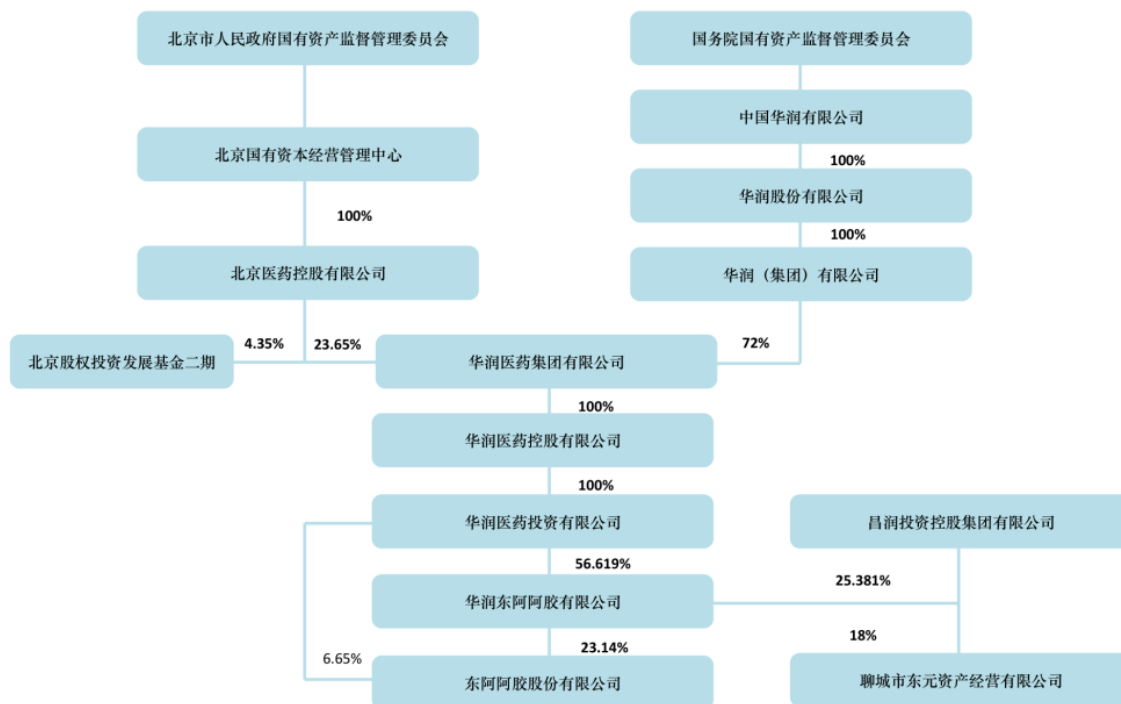 北京市人民政府国有资产监督管理委员会
国务院国有资产监督管理委员会
中国华润有限公司
北京国有资本经营管理中心
100%
华润股份有限公司
100%
100%
北京医药控股有限公司
华润（集团）有限公司
4.35%
23.65%
72%
北京股权投资发展基金二期
华润医药集团有限公司
100%
华润医药控股有限公司
100%
华润医药投资有限公司
昌润投资控股集团有限公司
56.619%
25.381%
华润东阿阿胶有限公司
18%
23.14%
6.65%
东阿阿胶股份有限公司
聊城市东元资产经营有限公司